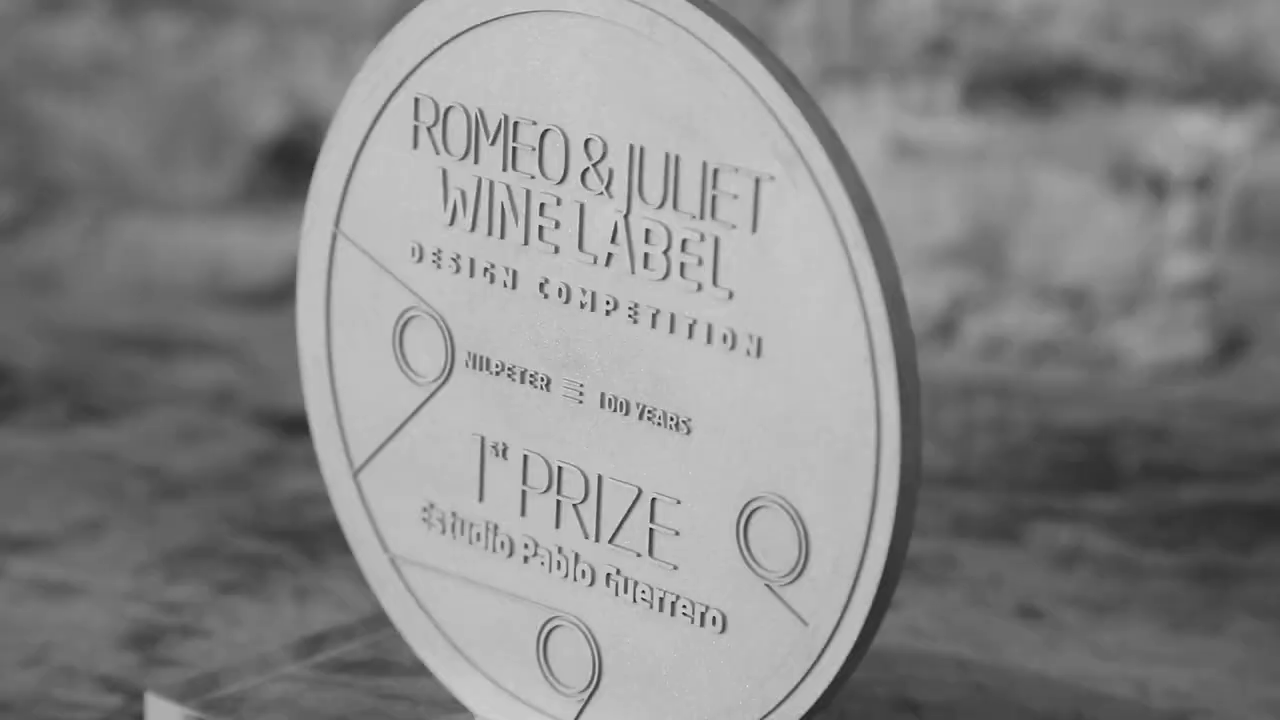 ROMEO & JULIET
WINE LABEL
DESIGN COMPETITION
NILPETER 100 YEARS
1st PRIZE
Estudio Pablo Guerrero